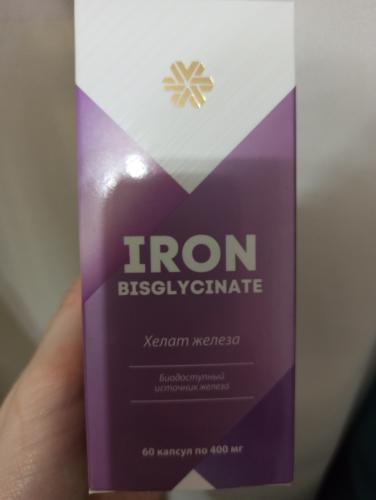 IRON
BISGLYCINATE
Хелат железа
Биодоступный
источник железа
60 капсул по 400 мг